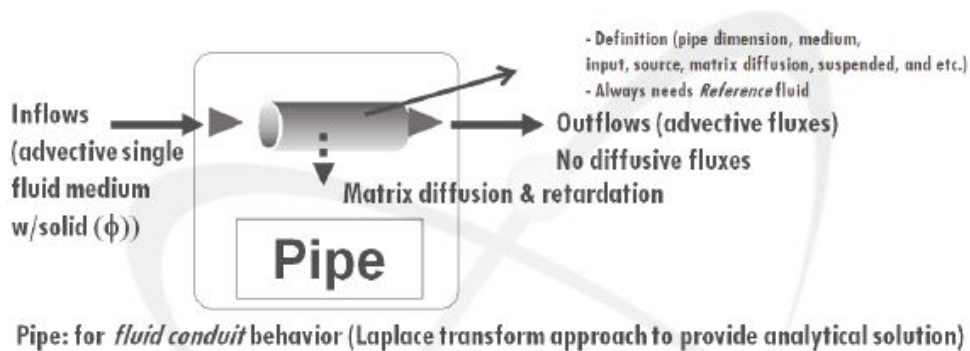 - Definition (pipe dimension, medium,
input, source, matrix diffusion, suspended, and etc.)
- Always needs Reference fluid
Inflows
(advective single
fluid medium
w/solid (ϕ))
Outflows (advective fluxes)
No diffusive fluxes
Matrix diffusion & retardation
Pipe
Pipe: for fluid conduit behavior (Laplace transform approach to provide analytical solution)